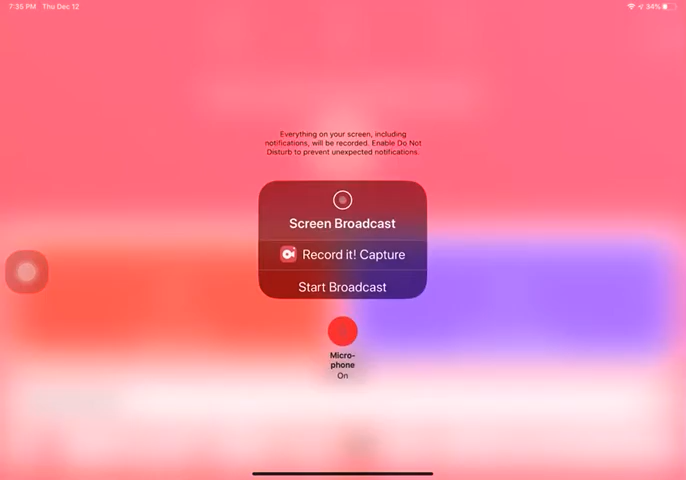 7:35 PM Thu Dec 12
34%
Everything on your screen, including
notifications, will be recorded. Enable Do Not
Disturb to prevent unexpected notifications.
Screen Broadcast
Record it! Capture
Start Broadcast
Micro-
phone
On